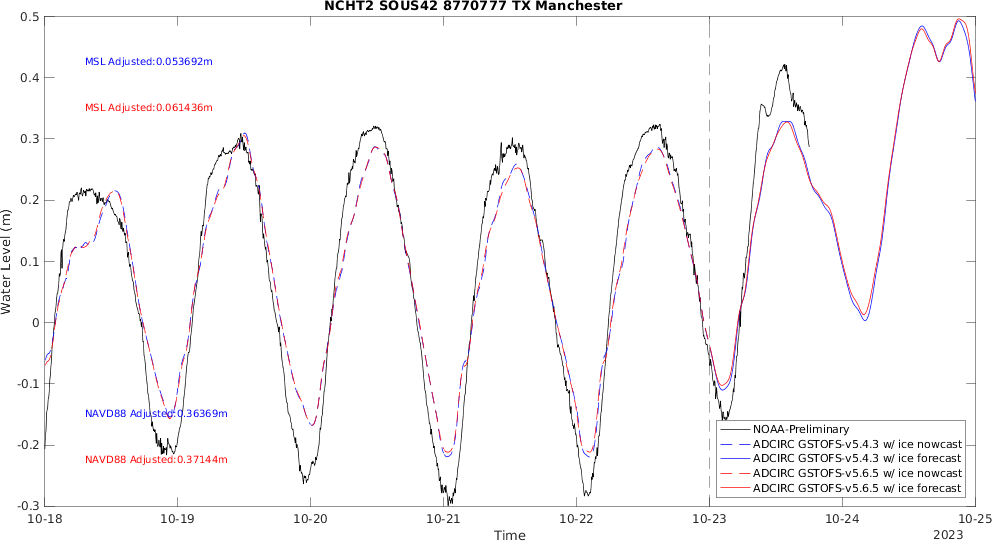 NCHT2 SOUS42 8770777 TX Manchester
0.5
0.4
0.3
0.2
0.1
0
-0.1
-0.2
-0.3
Water Level (m)
MSL Adjusted:0.053692m
MSL Adjusted:0.061436m
NAVD88 Adjusted:0.36369m
NAVD88 Adjusted:0.37144m
NOAA-Preliminary
ADCIRC GSTOFS-v5.4.3 w/ ice nowcast
ADCIRC GSTOFS-v5.4.3 w/ ice forecast
ADCIRC GSTOFS-v5.6.5 w/ ice nowcast
ADCIRC GSTOFS-v5.6.5 w/ ice forecast
10-18 10-19 10-20 10-21 10-22 10-23 10-24 10-25
Time
2023